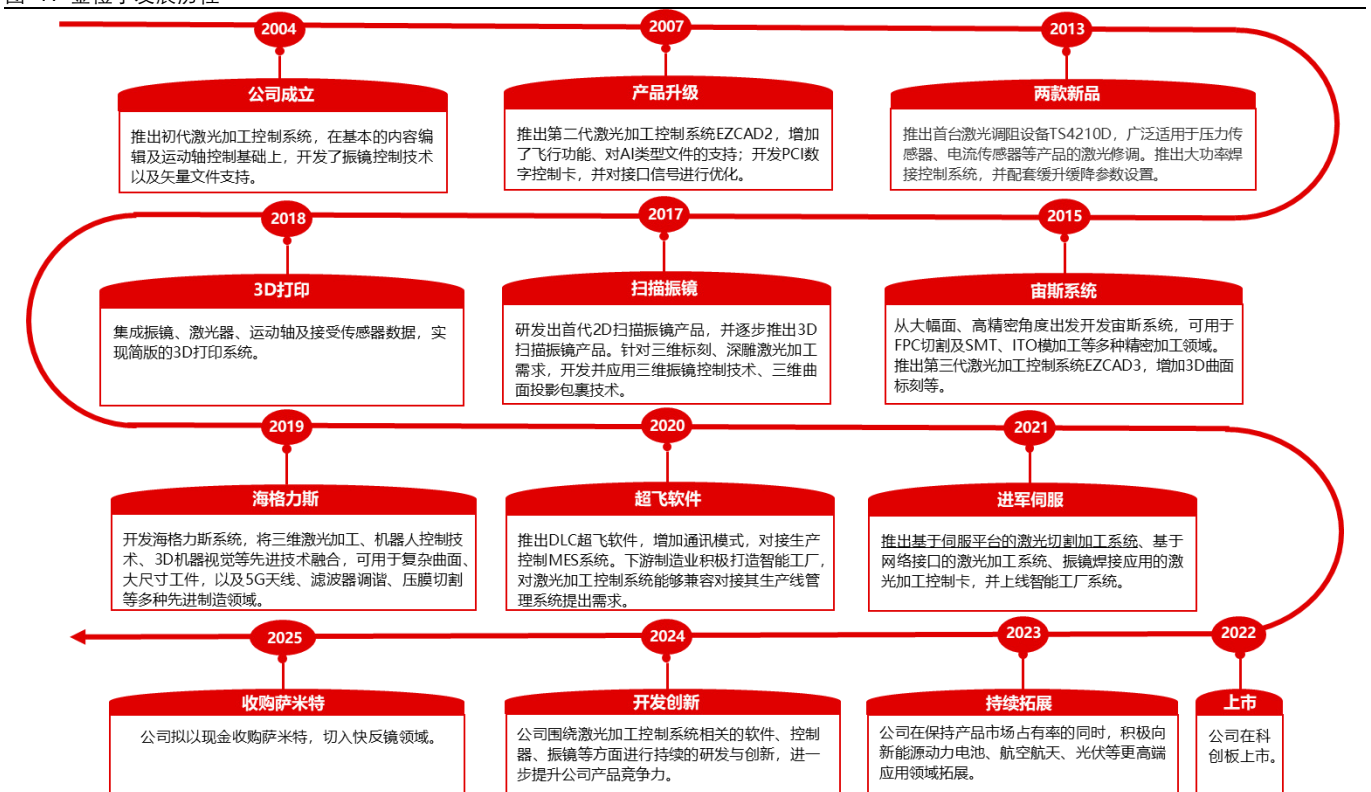 2004
公司成立
推出初代激光加工控制系统，在基本的内容编
辑及运动轴控制基础上，开发了振镜控制技术
以及矢量文件支持。
2007
产品升级
推出第二代激光加工控制系统EZCAD2，增加
了飞行功能、对AI类型文件的支持；开发PCI数
字控制卡，并对接口信号进行优化。
2013
两款新品
推出首台激光调阻设备TS4210D，广泛适用于压力传
感器、电流传感器等产品的激光修调。推出大功率焊
接控制系统，并配套缓升缓降参数设置。
2015
宙斯系统
从大幅面、高精密角度出发开发宙斯系统，可用于
FPC切割及SMT、ITO模加工等多种精密加工领域。
推出第三代激光加工控制系统EZCAD3，增加3D曲面
标刻等。
2017
扫描振镜
研发出首代2D扫描振镜产品，并逐步推出3D
扫描振镜产品。针对三维标刻、深雕激光加工
需求，开发并应用三维振镜控制技术、三维曲
面投影包裹技术。
2018
3D打印
集成振镜、激光器、运动轴及接受传感器数据，实
现简版的3D打印系统。
2019
海格力斯
开发海格力斯系统，将三维激光加工、机器人控制技
术、3D机器视觉等先进技术融合，可用于复杂曲面、
大尺寸工件，以及5G天线、滤波器调谐、压膜切割
等多种先进制造领域。
2020
超飞软件
推出DLC超飞软件，增加通讯模式，对接生产
控制MES系统。下游制造业积极打造智能工厂，
对激光加工控制系统能够兼容对接其生产线管
理系统提出需求。
2021
进军伺服
推出基于伺服平台的激光切割加工系统、基于
网络接口的激光加工系统、振镜焊接应用的激
光加工控制卡，并上线智能工厂系统。
2022
上市
公司在科
创板上市。
2023
持续拓展
公司在保持产品市场占有率的同时，积极向
新能源动力电池、航空航天、光伏等更高端
应用领域拓展。
2024
开发创新
公司围绕激光加工控制系统相关的软件、控制
器、振镜等方面进行持续的研发与创新，进一
步提升公司产品竞争力。
2025
收购萨米特
公司拟以现金收购萨米特，切入快反镜领域。